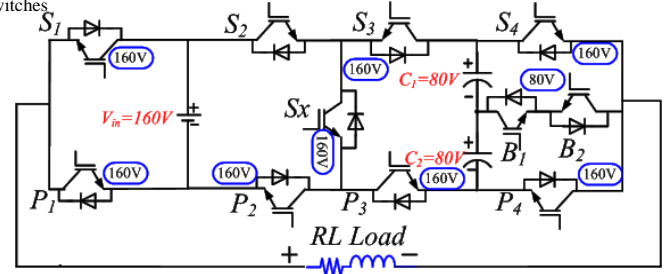 witches
S1 S2 S3 S4
160V 160V 160V
C1=80V 80V
Vin=160V Sx
160V
C2=80V B1 B2
160V 160V 160V 160V
P1 P2 P3 P4
+ RL Load −